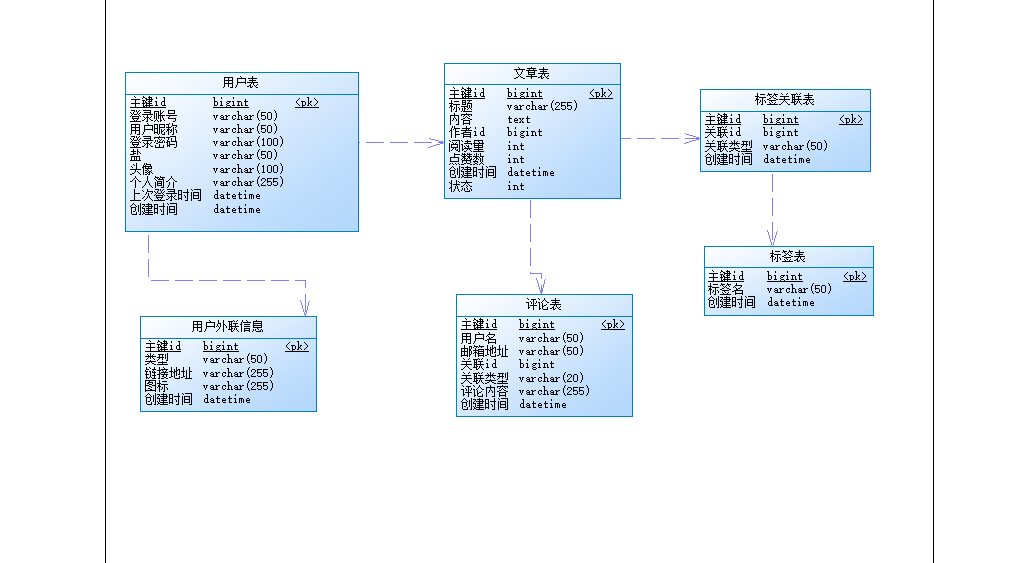 用户表
主键id bigint <pk>
登录账号 varchar(50)
用户昵称 varchar(50)
登录密码 varchar(100)
盐 varchar(50)
头像 varchar(100)
个人简介 varchar(255)
上次登录时间 datetime
创建时间 datetime
文章表
主键id bigint <pk>
标题 varchar(255)
内容 text
作者id bigint
阅读量 int
点赞数 int
创建时间 datetime
状态 int
标签关联表
主键id bigint <pk>
关联id bigint
关联类型 varchar(50)
创建时间 datetime
标签表
主键id bigint <pk>
标签名 varchar(50)
创建时间 datetime
用户外联信息
主键id bigint <pk>
类型 varchar(50)
链接地址 varchar(255)
图标 varchar(255)
创建时间 datetime
评论表
主键id bigint <pk>
用户名 varchar(50)
邮箱地址 varchar(50)
关联id bigint
关联类型 varchar(20)
评论内容 varchar(255)
创建时间 datetime